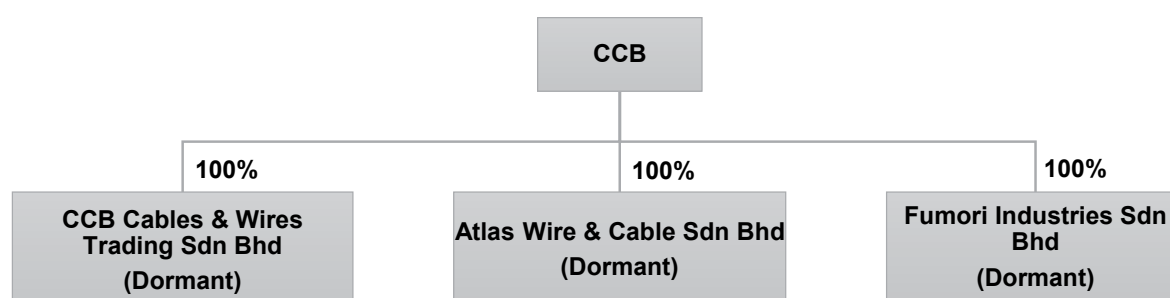 CCB
100%
100%
100%
CCB Cables & Wires
Trading Sdn Bhd
(Dormant)
Atlas Wire & Cable Sdn Bhd
(Dormant)
Fumori Industries Sdn
Bhd
(Dormant)